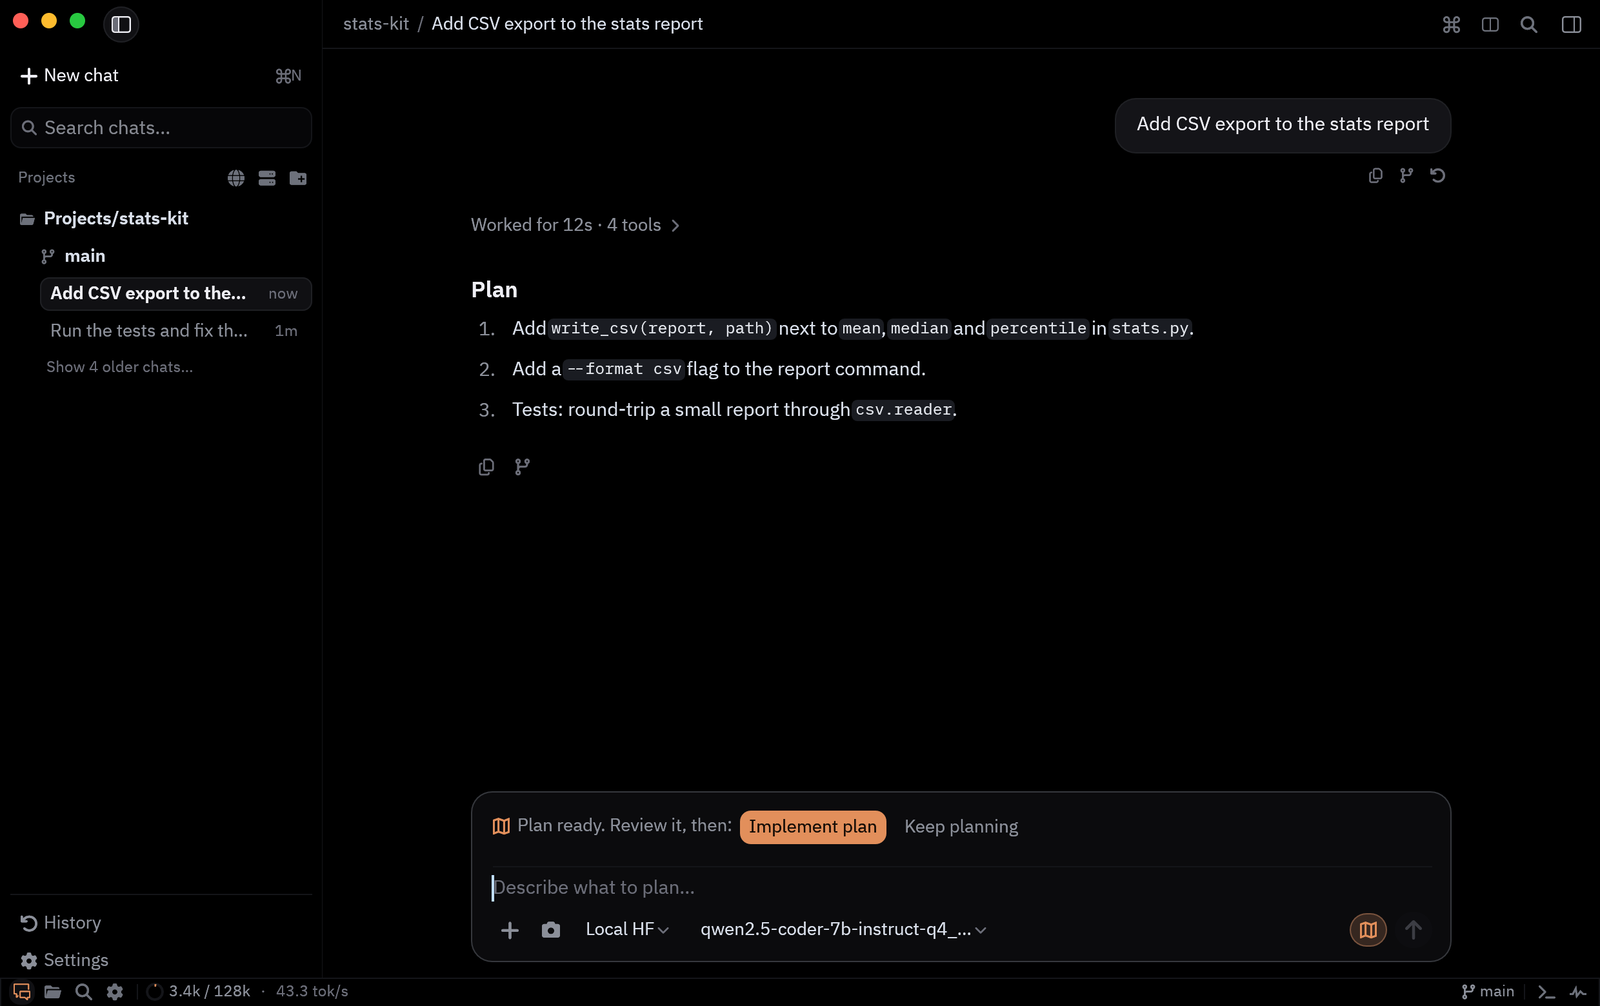 stats-kit / Add CSV export to the stats report
New chat ⌘N
Search chats...
Projects
Projects/stats-kit
main
Add CSV export to the... now
Run the tests and fix th... 1m
Show 4 older chats...
History
Settings
Add CSV export to the stats report
Worked for 12s · 4 tools
Plan
1. Add write_csv(report, path) next to mean, median and percentile in stats.py.
2. Add a --format csv flag to the report command.
3. Tests: round-trip a small report through csv.reader.
Plan ready. Review it, then: Implement plan Keep planning
Describe what to plan...
Local HF qwen2.5-coder-7b-instruct-q4_...
3.4k / 128k · 43.3 tok/s
main